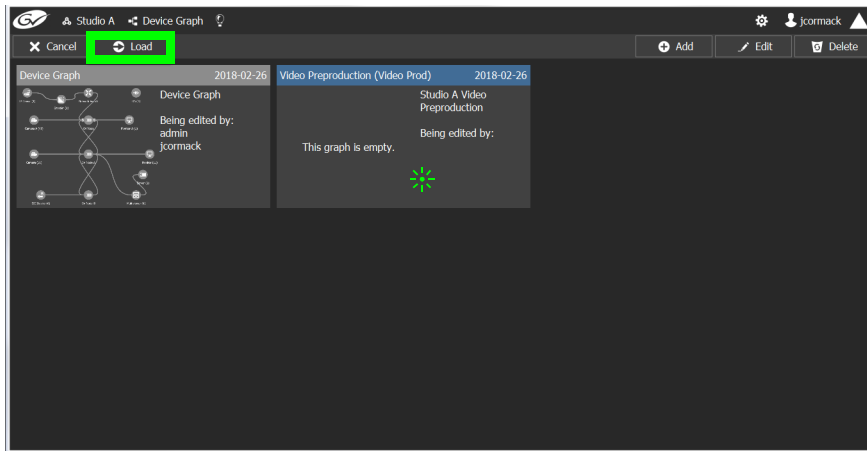 GV Studio A Device Graph jcormack
Cancel Load Add Edit Delete
Device Graph 2018-02-26
Device Graph
Being edited by:
admin
jcormack
Video Preproduction (Video Prod) 2018-02-26
Studio A Video
Preproduction
Being edited by:
This graph is empty.